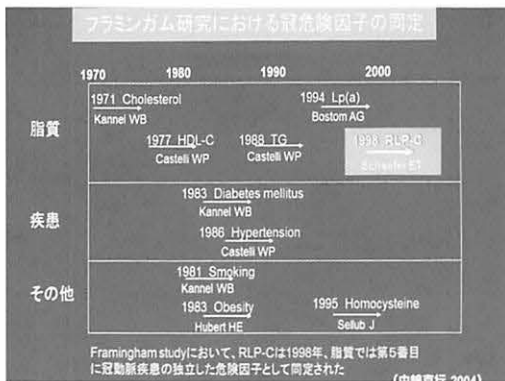 フラミンガム研究における冠危険因子の同定
1970 1980 1990 2000
脂質
1971 Cholesterol
Kannel WB
1994 Lp(a)
Bostom AG
1977 HDL-C
Castelli WP
1988 TG
Castelli WP
1998 RLP-C
Schaefer EJ
疾患
1983 Diabetes mellitus
Kannel WB
1986 Hypertension
Castelli WP
その他
1981 Smoking
Kannel WB
1983 Obesity
Hubert HE
1995 Homocysteine
Sellub J
Framingham studyにおいて、RLP-Cは1998年、脂質では第5番目
に冠動脈疾患の独立した危険因子として同定された
2004)